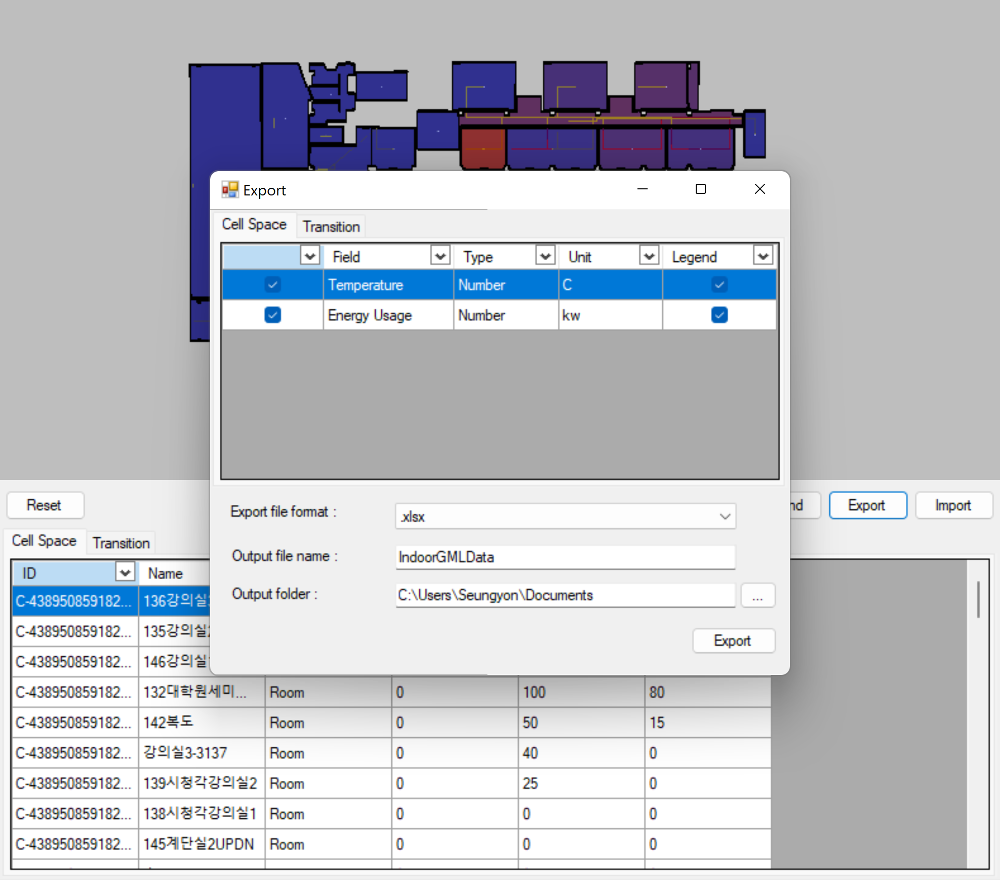 Export
Cell Space Transition
Field Type Unit Legend
Temperature Number C
Energy Usage Number kw
Export file format : .xlsx
Output file name : IndoorGMLData
Output folder : C:\Users\Seungyon\Documents ...
Export
Reset nd Export Import
Cell Space Transition
ID Name
C-438950859182... 136강의실
C-438950859182... 135강의실
C-438950859182... 146강의실
C-438950859182... 132대학원세미... Room 0 100 80
C-438950859182... 142복도 Room 0 50 15
C-438950859182... 강의실3-3137 Room 0 40 0
C-438950859182... 139시청각강의실2 Room 0 25 0
C-438950859182... 138시청각강의실1 Room 0 0 0
C-438950859182... 145계단실2UPDN Room 0 0 0